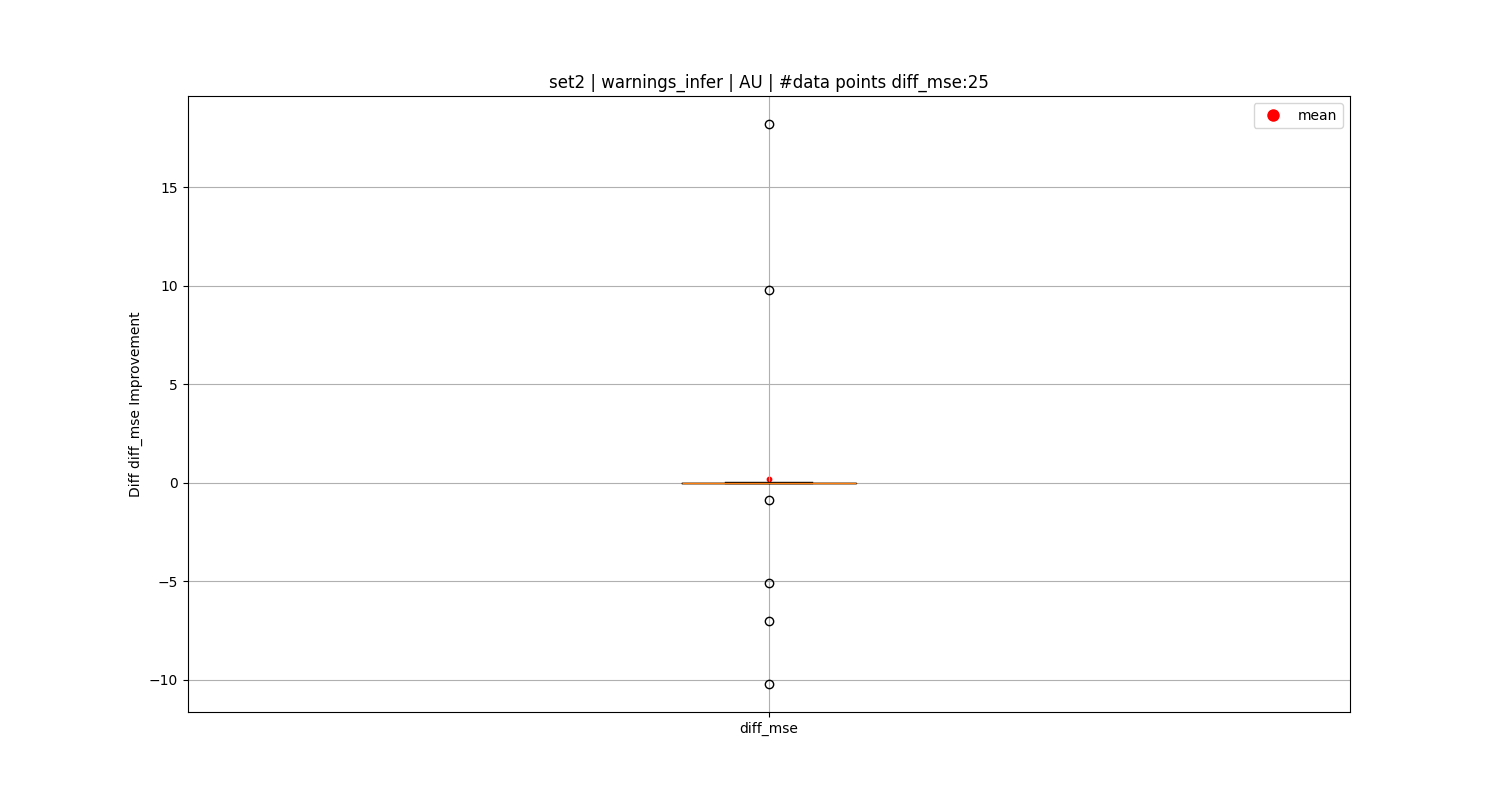 set2 | warnings_infer | AU | #data points diff_mse:25
mean
15
10
5
0
−5
−10
Diff diff_mse Improvement
diff_mse